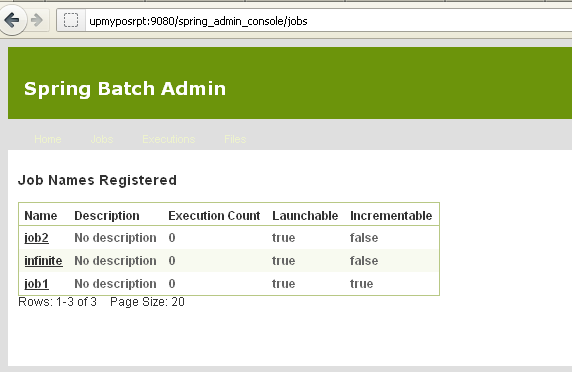 upmyposrpt:9080/spring_admin_console/jobs
Spring Batch Admin
Home Jobs Executions Files
Job Names Registered
Name Description Execution Count Launchable Incrementable
job2 No description 0 true false
infinite No description 0 true false
job1 No description 0 true true
Rows: 1-3 of 3 Page Size: 20